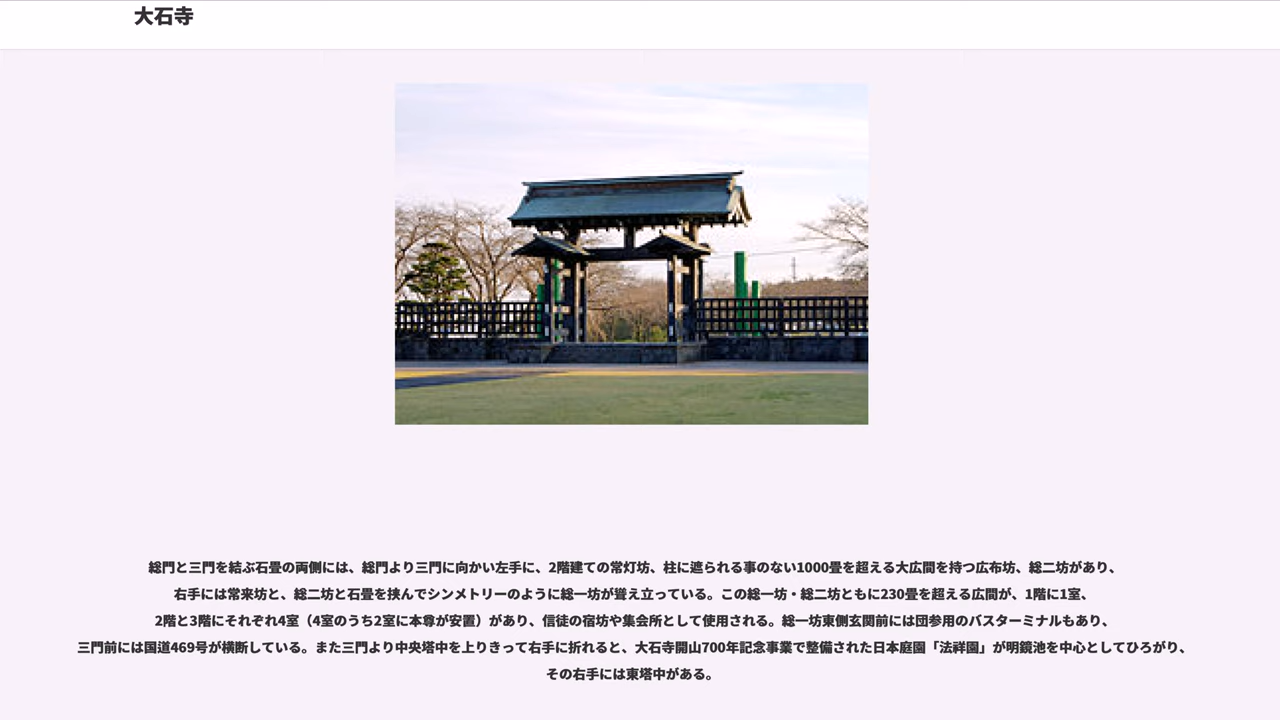 大石寺
総門と三門を結ぶ石畳の両側には、総門より三門に向かい左手に、2階建ての常灯坊、柱に遮られる事のない1000畳を超える大広間を持つ広布坊、総二坊があり、
右手には常来坊と、総二坊と石畳を挟んでシンメトリーのように総一坊が聳え立っている。この総一坊・総二坊ともに230畳を超える広間が、1階に1室、
2階と3階にそれぞれ4室（4室のうち2室に本尊が安置）があり、信徒の宿坊や集会所として使用される。総一坊東側玄関前には団参用のバスターミナルもあり、
三門前には国道469号が横断している。また三門より中央塔中を上りきって右手に折れると、大石寺開山700年記念事業で整備された日本庭園「法祥園」が明鏡池を中心としてひろがり、
その右手には東塔中がある。